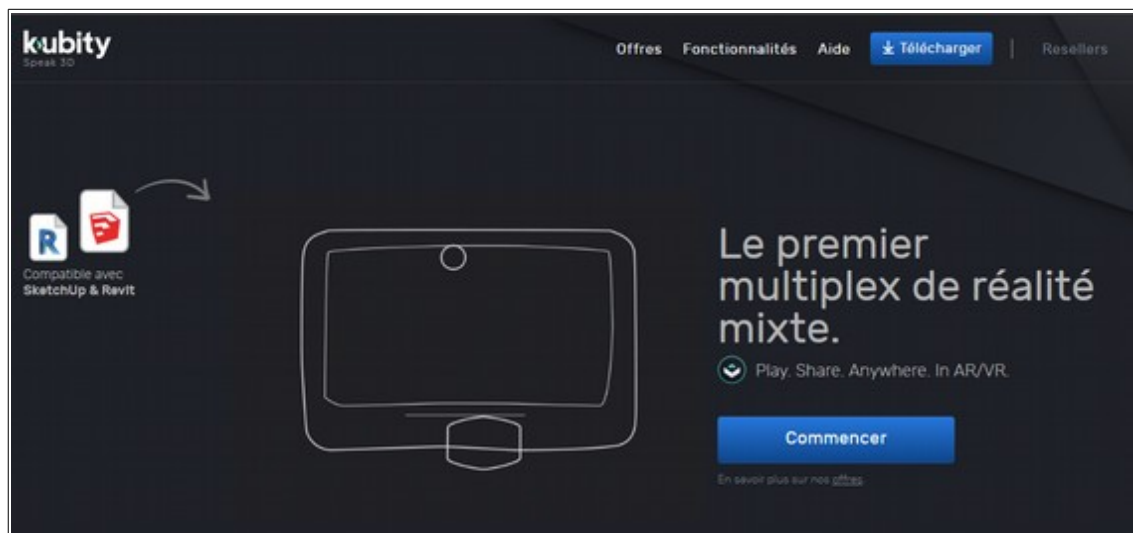 kubity
Speak 3D
Offres Fonctionnalités Aide Télécharger Resellers
R
Compatible avec
SketchUp & Revit
Le premier
multiplex de réalité
mixte.
Play. Share. Anywhere. In AR/VR.
Commencer
En savoir plus sur nos offres.